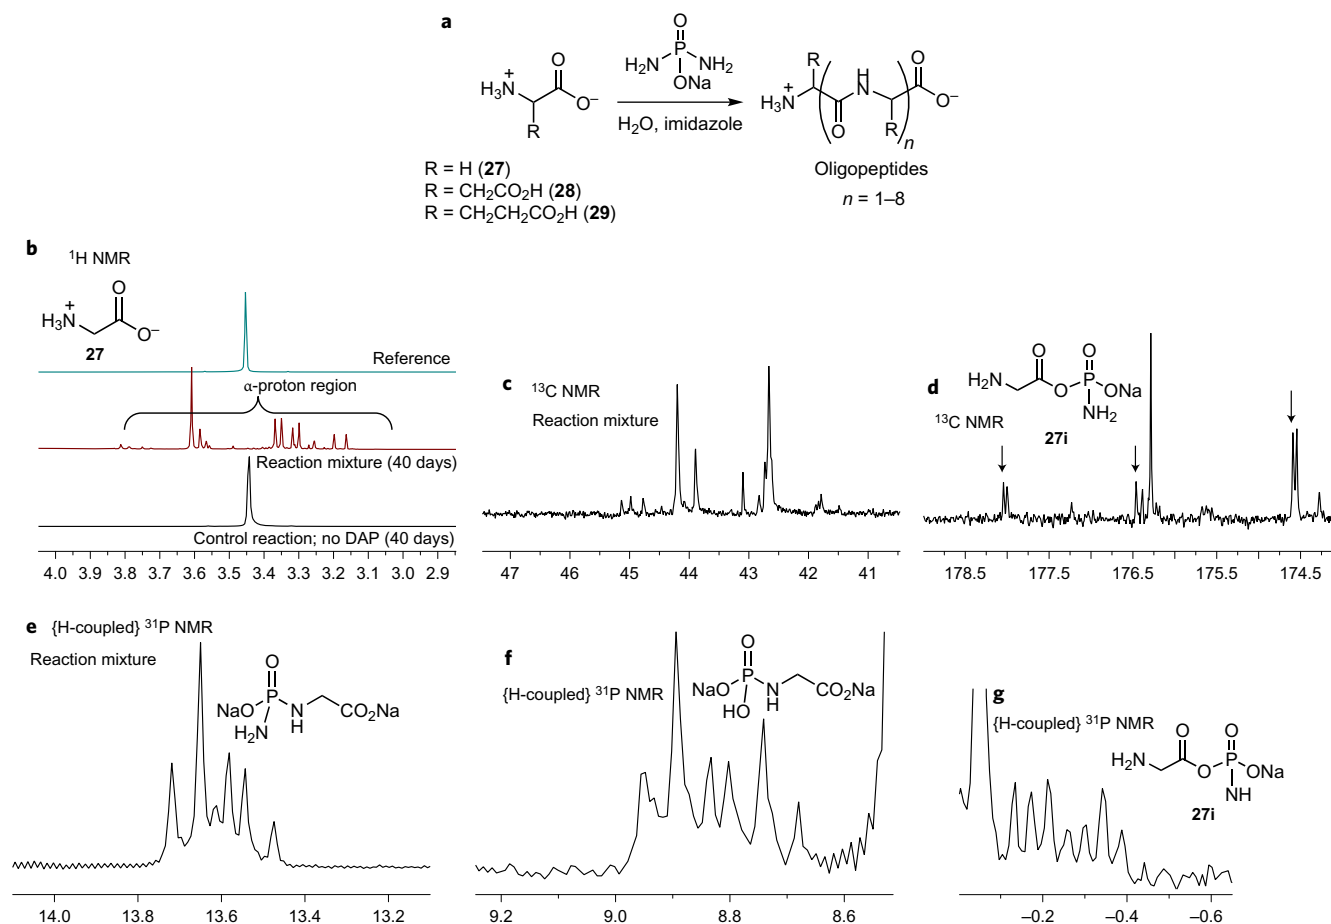 a
O
P
H2N
NH2
ONa
H2O, imidazole
H3N
+
O
O−
R
R = H (27)
R = CH2CO2H (28)
R = CH2CH2CO2H (29)
R
H
N
O
H3N
+
O
R
O−
n
Oligopeptides
n = 1–8
b
1H NMR
O
H3N
+
O−
27
Reference
α-proton region
Reaction mixture (40 days)
Control reaction; no DAP (40 days)
4.0 3.9 3.8 3.7 3.6 3.5 3.4 3.3 3.2 3.1 3.0 2.9
c
13C NMR
Reaction mixture
47 46 45 44 43 42 41
d
13C NMR
O
O
H2N
O
P
ONa
NH2
27i
178.5 177.5 176.5 175.5 174.5
e {H-coupled} 31P NMR
Reaction mixture
O
NaO
P
N
H
H2N
CO2Na
14.0 13.8 13.6 13.4 13.2
f
{H-coupled} 31P NMR
O
NaO
P
N
H
HO
CO2Na
9.2 9.0 8.8 8.6
g
{H-coupled} 31P NMR
O
O
H2N
O
P
ONa
NH
27i
−0.2 −0.4 −0.6